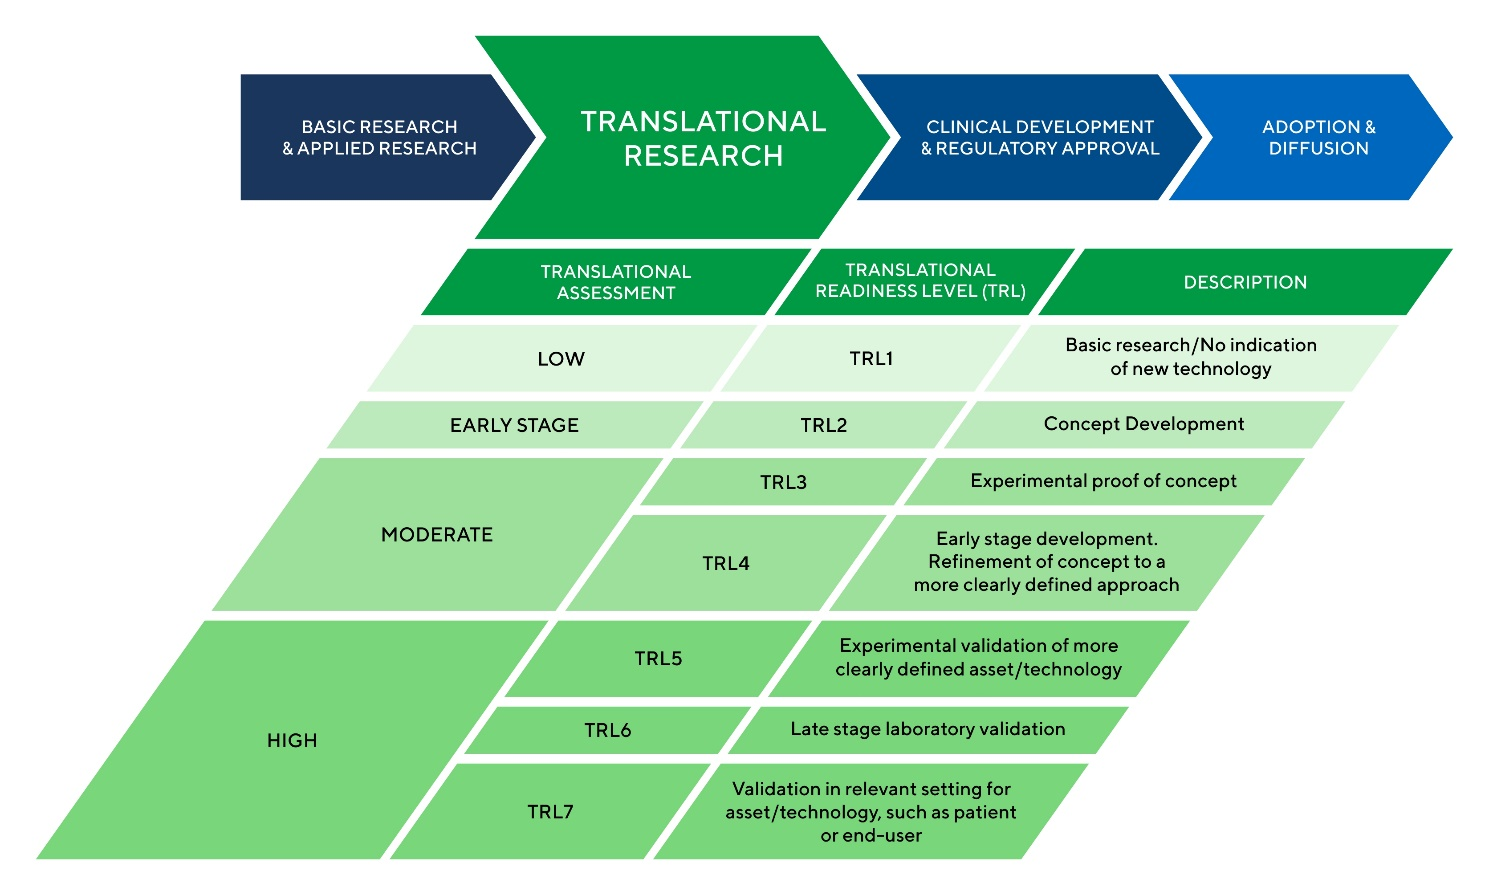 BASIC RESEARCH
& APPLIED RESEARCH
TRANSLATIONAL
RESEARCH
CLINICAL DEVELOPMENT
& REGULATORY APPROVAL
ADOPTION &
DIFFUSION
TRANSLATIONAL
ASSESSMENT
TRANSLATIONAL
READINESS LEVEL (TRL)
DESCRIPTION
LOW
TRL1
Basic research/No indication
of new technology
EARLY STAGE
TRL2
Concept Development
MODERATE
TRL3
Experimental proof of concept
TRL4
Early stage development.
Refinement of concept to a
more clearly defined approach
HIGH
TRL5
Experimental validation of more
clearly defined asset/technology
TRL6
Late stage laboratory validation
TRL7
Validation in relevant setting for
asset/technology, such as patient
or end-user